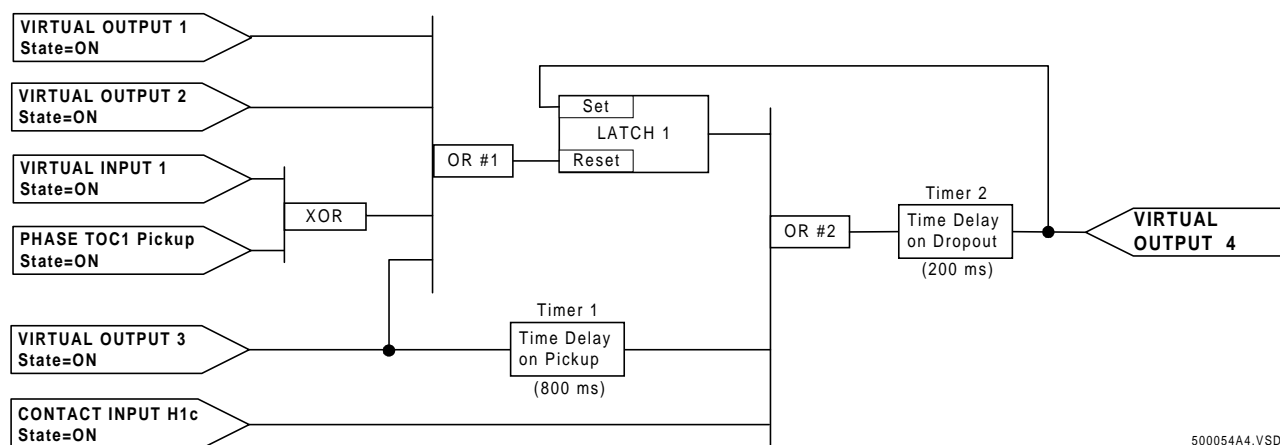 VIRTUAL OUTPUT 1
State=ON
VIRTUAL OUTPUT 2
State=ON
VIRTUAL INPUT 1
State=ON
PHASE TOC1 Pickup
State=ON
VIRTUAL OUTPUT 3
State=ON
CONTACT INPUT H1c
State=ON
XOR
OR #1
Set
LATCH 1
Reset
Timer 1
Time Delay
on Pickup
(800 ms)
OR #2
Timer 2
Time Delay
on Dropout
(200 ms)
VIRTUAL
OUTPUT 4
500054A4.VSD